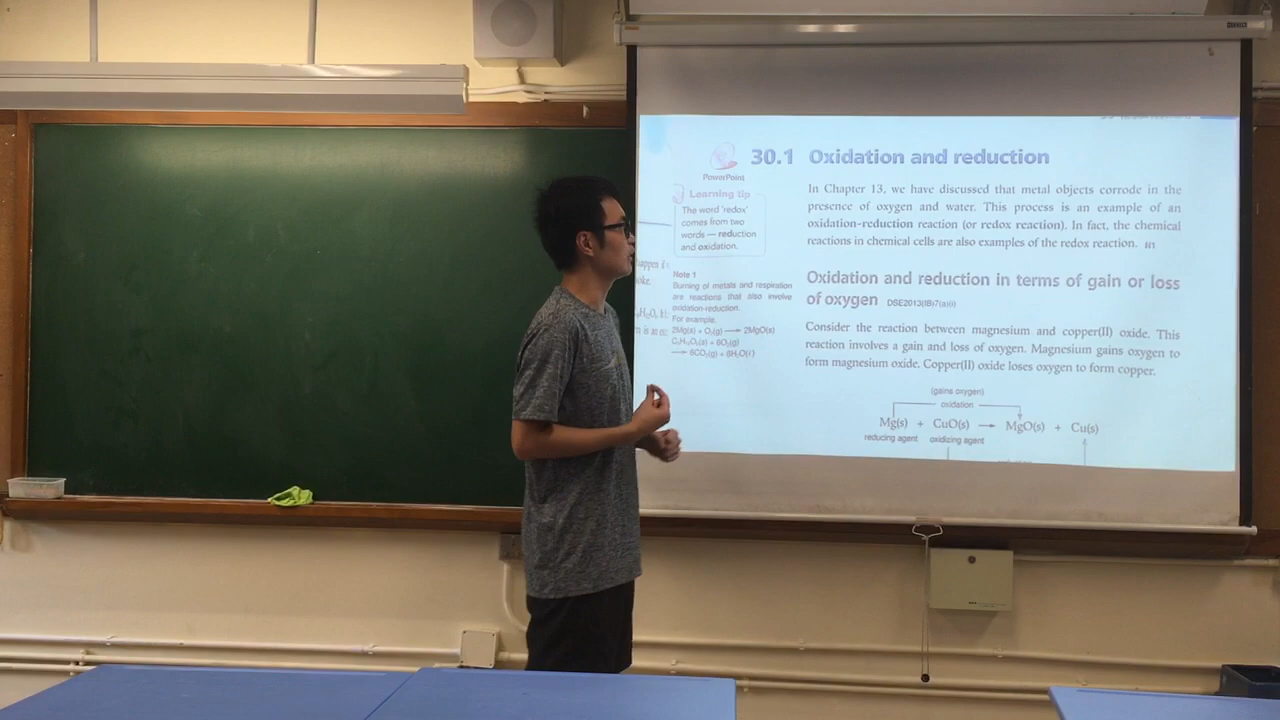 CONNECT
30.1 Oxidation and reduction
PowerPoint
Learning tip
The word 'redox'
comes from two
words — reduction
and oxidation.
In Chapter 13, we have discussed that metal objects corrode in the
presence of oxygen and water. This process is an example of an
oxidation-reduction reaction (or redox reaction). In fact, the chemical
reactions in chemical cells are also examples of the redox reaction.
Note 1
Burning of metals and respiration
are reactions that also involve
oxidation-reduction.
For example,
2Mg(s) + O₂(g) → 2MgO(s)
C₆H₁₂O₆(s) + 6O₂(g)
→ 6CO₂(g) + 6H₂O(ℓ)
Oxidation and reduction in terms of gain or loss
of oxygen DSE2013(IB)7(a)(i)
Consider the reaction between magnesium and copper(II) oxide. This
reaction involves a gain and loss of oxygen. Magnesium gains oxygen to
form magnesium oxide. Copper(II) oxide loses oxygen to form copper.
(gains oxygen)
oxidation
Mg(s) + CuO(s) → MgO(s) + Cu(s)
reducing agent oxidizing agent